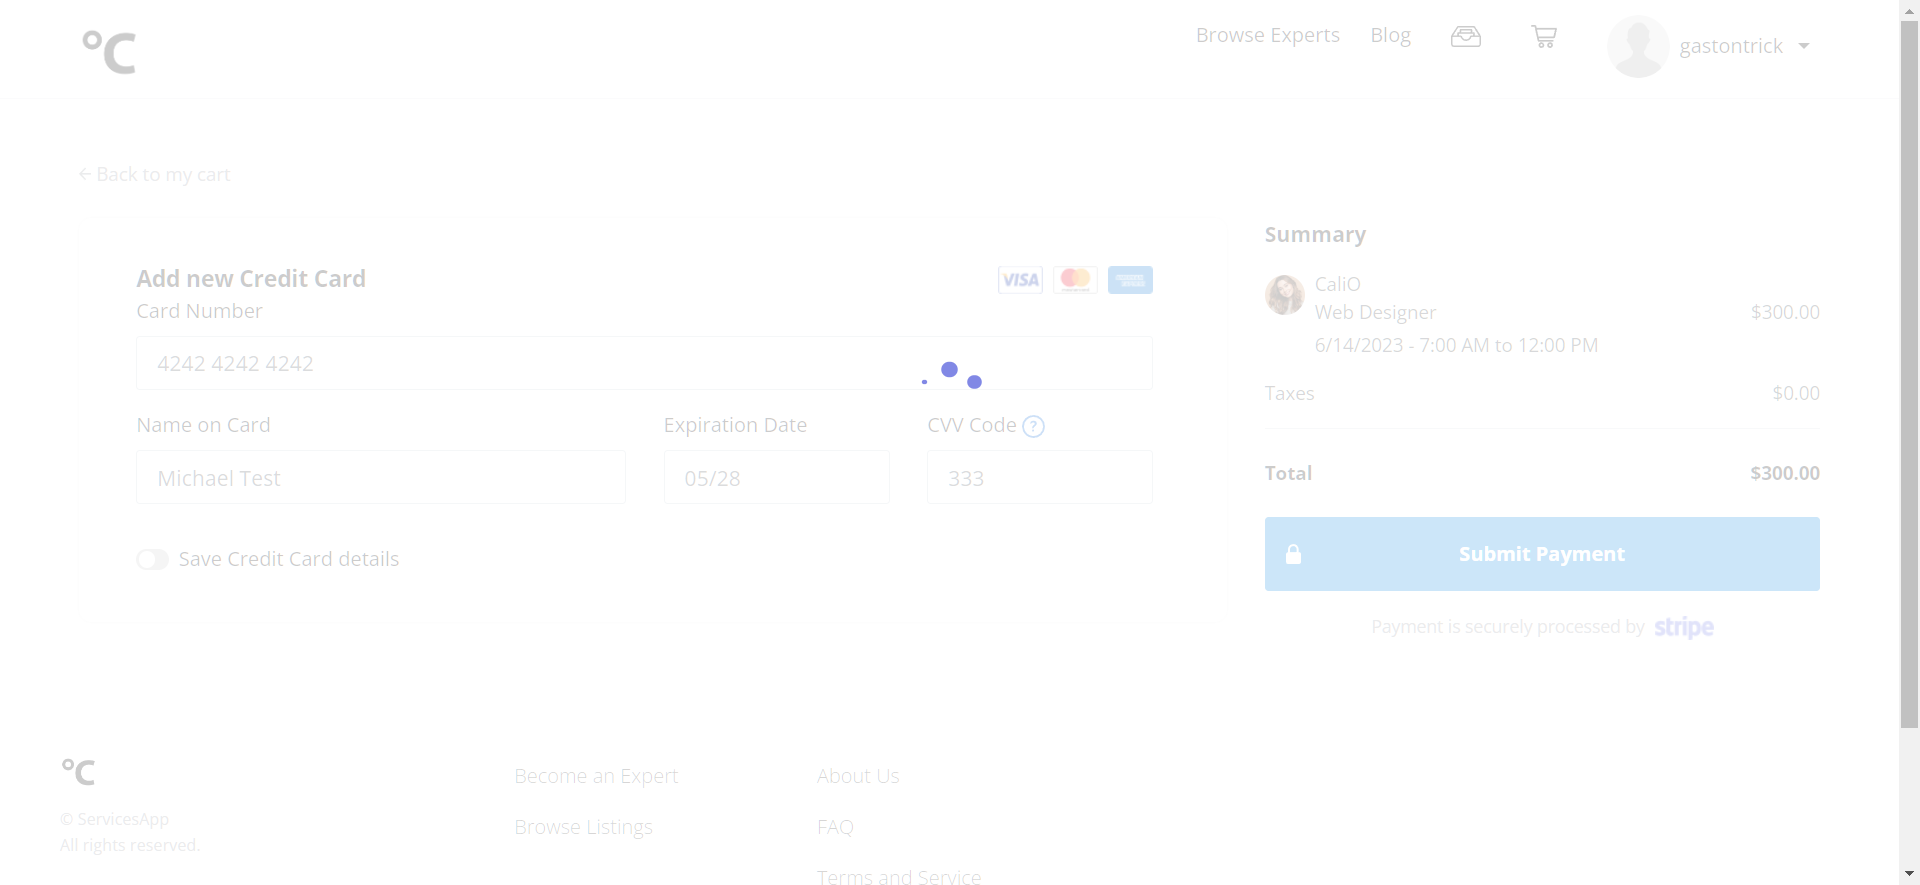 °C
Browse Experts
Blog
gastontrick
Back to my cart
Add new Credit Card
VISA
Card Number
4242 4242 4242
Name on Card
Expiration Date
CVV Code ?
Michael Test
05/28
333
Save Credit Card details
Summary
CaliO
Web Designer
$300.00
6/14/2023 - 7:00 AM to 12:00 PM
Taxes
$0.00
Total
$300.00
Submit Payment
Payment is securely processed by stripe
°C
© ServicesApp
All rights reserved.
Become an Expert
Browse Listings
About Us
FAQ
Terms and Service